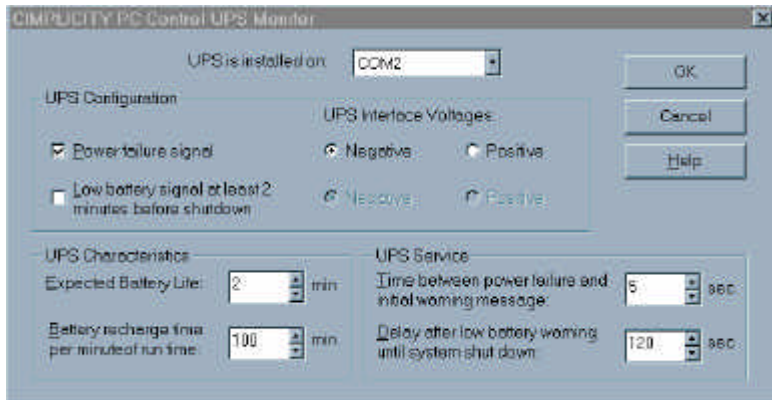 CIMPLICITY PC Control UPS Monitor
UPS is installed on: COM2
OK
UPS Configuration
UPS Interface Voltages:
Cancel
Power failure signal
Negative
Positive
Help
Low battery signal at least 2
minutes before shutdown
Negative
Positive
UPS Characteristics
UPS Service
Expected Battery Life: 2 min
Time between power failure and
initial warning message: 5 sec
Battery recharge time
per minute of run time: 100 min
Delay after low battery warning
until system shut down: 120 sec